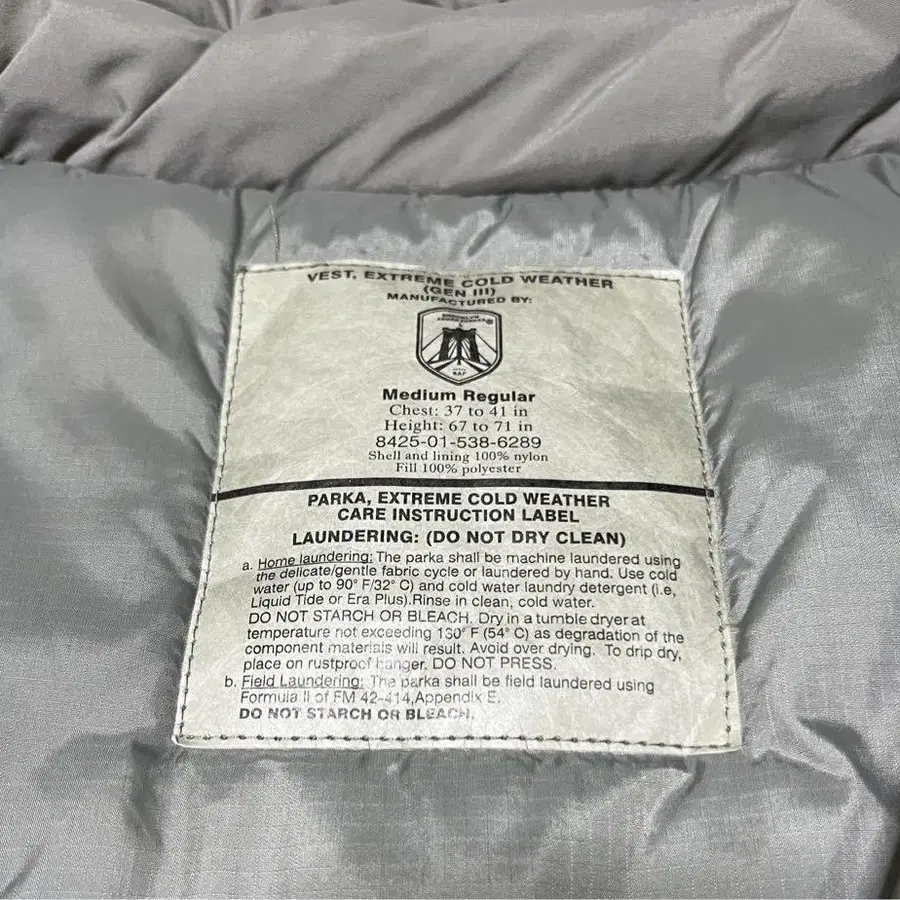 VEST, EXTREME COLD WEATHER
(GEN III)
MANUFACTURED BY:
Medium Regular
Chest: 37 to 41 in
Height: 67 to 71 in
8425-01-538-6289
Shell and lining 100% nylon
Fill 100% polyester
PARKA, EXTREME COLD WEATHER
CARE INSTRUCTION LABEL
LAUNDERING: (DO NOT DRY CLEAN)
a. Home laundering: The parka shall be machine laundered using
the delicate/gentle fabric cycle or laundered by hand. Use cold
water (up to 90° F/32° C) and cold water laundry detergent (i.e,
Liquid Tide or Era Plus).Rinse in clean, cold water.
DO NOT STARCH OR BLEACH. Dry in a tumble dryer at
temperature not exceeding 130° F (54° C) as degradation of the
component materials will result. Avoid over drying. To drip dry,
place on rustproof hanger. DO NOT PRESS.
b. Field Laundering: The parka shall be field laundered using
Formula II of FM 42-414,Appendix E.
DO NOT STARCH OR BLEACH.